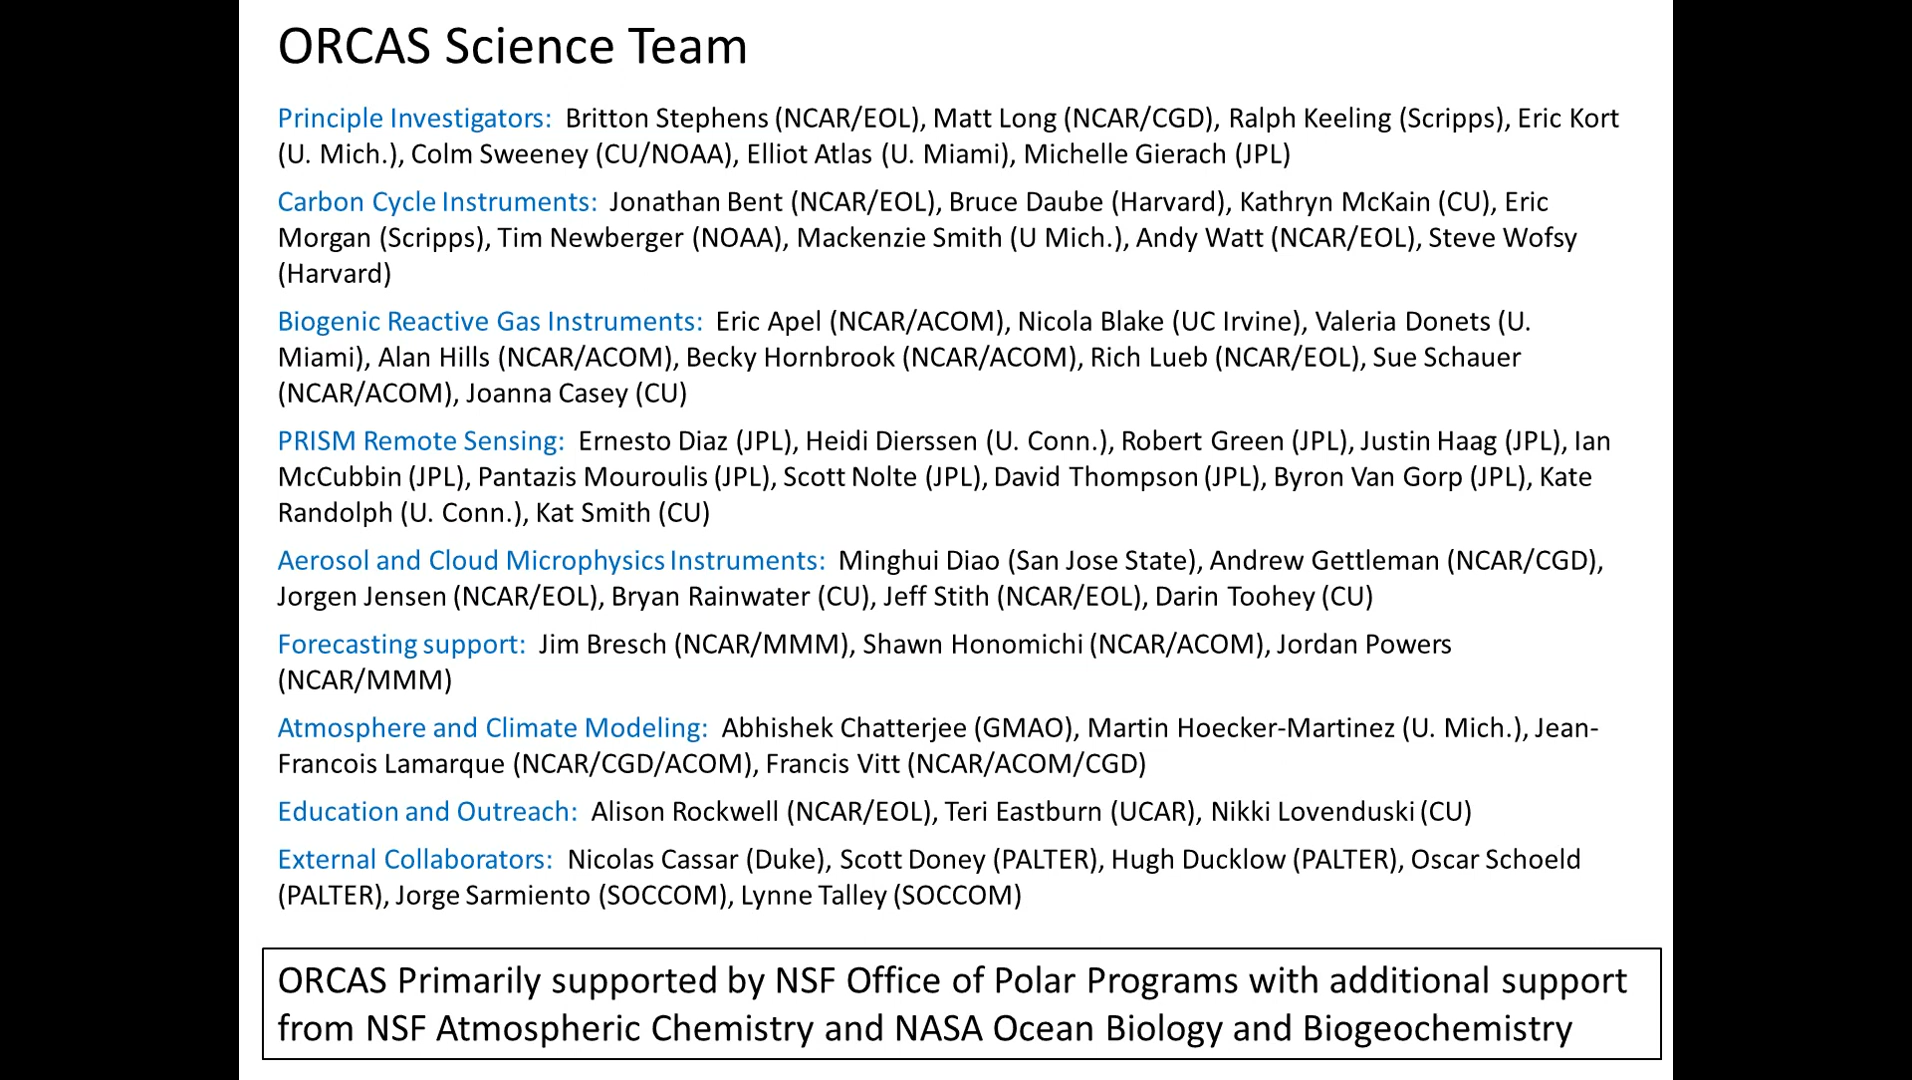 ORCAS Science Team
Principle Investigators: Britton Stephens (NCAR/EOL), Matt Long (NCAR/CGD), Ralph Keeling (Scripps), Eric Kort
(U. Mich.), Colm Sweeney (CU/NOAA), Elliot Atlas (U. Miami), Michelle Gierach (JPL)
Carbon Cycle Instruments: Jonathan Bent (NCAR/EOL), Bruce Daube (Harvard), Kathryn McKain (CU), Eric
Morgan (Scripps), Tim Newberger (NOAA), Mackenzie Smith (U Mich.), Andy Watt (NCAR/EOL), Steve Wofsy
(Harvard)
Biogenic Reactive Gas Instruments: Eric Apel (NCAR/ACOM), Nicola Blake (UC Irvine), Valeria Donets (U.
Miami), Alan Hills (NCAR/ACOM), Becky Hornbrook (NCAR/ACOM), Rich Lueb (NCAR/EOL), Sue Schauer
(NCAR/ACOM), Joanna Casey (CU)
PRISM Remote Sensing: Ernesto Diaz (JPL), Heidi Dierssen (U. Conn.), Robert Green (JPL), Justin Haag (JPL), Ian
McCubbin (JPL), Pantazis Mouroulis (JPL), Scott Nolte (JPL), David Thompson (JPL), Byron Van Gorp (JPL), Kate
Randolph (U. Conn.), Kat Smith (CU)
Aerosol and Cloud Microphysics Instruments: Minghui Diao (San Jose State), Andrew Gettleman (NCAR/CGD),
Jorgen Jensen (NCAR/EOL), Bryan Rainwater (CU), Jeff Stith (NCAR/EOL), Darin Toohey (CU)
Forecasting support: Jim Bresch (NCAR/MMM), Shawn Honomichi (NCAR/ACOM), Jordan Powers
(NCAR/MMM)
Atmosphere and Climate Modeling: Abhishek Chatterjee (GMAO), Martin Hoecker-Martinez (U. Mich.), Jean-
Francois Lamarque (NCAR/CGD/ACOM), Francis Vitt (NCAR/ACOM/CGD)
Education and Outreach: Alison Rockwell (NCAR/EOL), Teri Eastburn (UCAR), Nikki Lovenduski (CU)
External Collaborators: Nicolas Cassar (Duke), Scott Doney (PALTER), Hugh Ducklow (PALTER), Oscar Schoeld
(PALTER), Jorge Sarmiento (SOCCOM), Lynne Talley (SOCCOM)
ORCAS Primarily supported by NSF Office of Polar Programs with additional support
from NSF Atmospheric Chemistry and NASA Ocean Biology and Biogeochemistry